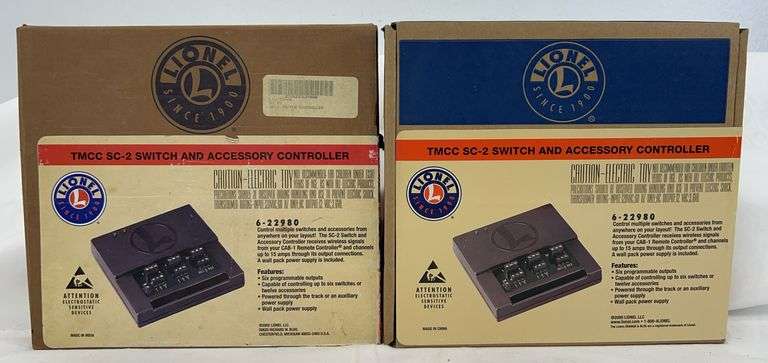 LIONEL
L
SINCE 1900
TMCC SC-2 SWITCH AND ACCESSORY CONTROLLER
LIONEL
L
CAUTION-ELECTRIC TOY
6-22980
Control multiple switches and accessories from
anywhere on your layout! The SC-2 Switch and
Accessory Controller receives wireless signals
from your CAB-1 Remote Controller® and channels
up to 15 amps through its output connections.
A wall pack power supply is included.
Features:
• Six programmable outputs
• Capable of controlling up to six switches or
twelve accessories
• Powered through the track or an auxiliary
power supply
• Wall pack power supply
ATTENTION
ELECTROSTATIC
SENSITIVE
DEVICES
LIONEL
L
SINCE 1900
TMCC SC-2 SWITCH AND ACCESSORY CONTROLLER
LIONEL
L
SINCE 1900
CAUTION-ELECTRIC TOY
6-22980
Control multiple switches and accessories from
anywhere on your layout! The SC-2 Switch and
Accessory Controller receives wireless signals
from your CAB-1 Remote Controller® and channels
up to 15 amps through its output connections.
A wall pack power supply is included.
Features:
• Six programmable outputs
• Capable of controlling up to six switches or
twelve accessories
• Powered through the track or an auxiliary
power supply
• Wall pack power supply
ATTENTION
ELECTROSTATIC
SENSITIVE
DEVICES
MADE IN CHINA
www.lionel.com • 1-800-4LIONEL